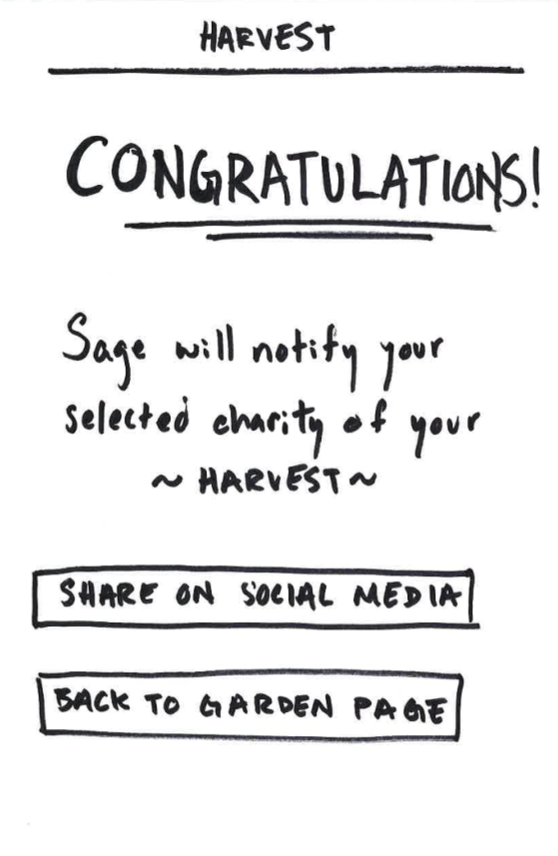 HARVEST
CONGRATULATIONS!
Sage will notify your
selected charity of your
~ HARVEST ~
SHARE ON SOCIAL MEDIA
BACK TO GARDEN PAGE